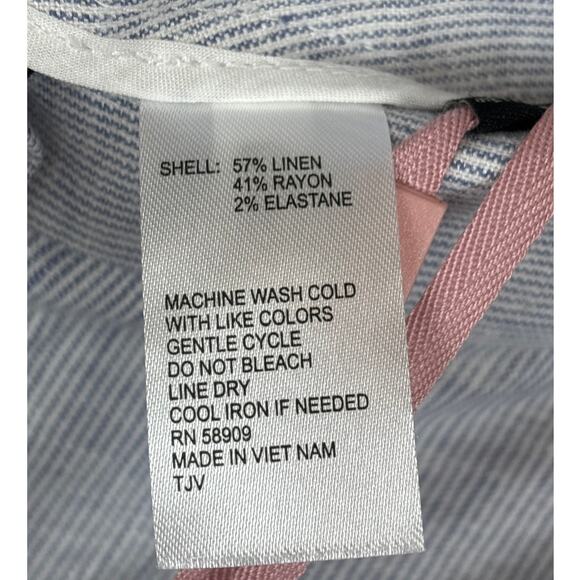 SHELL: 57% LINEN
41% RAYON
2% ELASTANE
MACHINE WASH COLD
WITH LIKE COLORS
GENTLE CYCLE
DO NOT BLEACH
LINE DRY
COOL IRON IF NEEDED
RN 58909
MADE IN VIET NAM
TJV